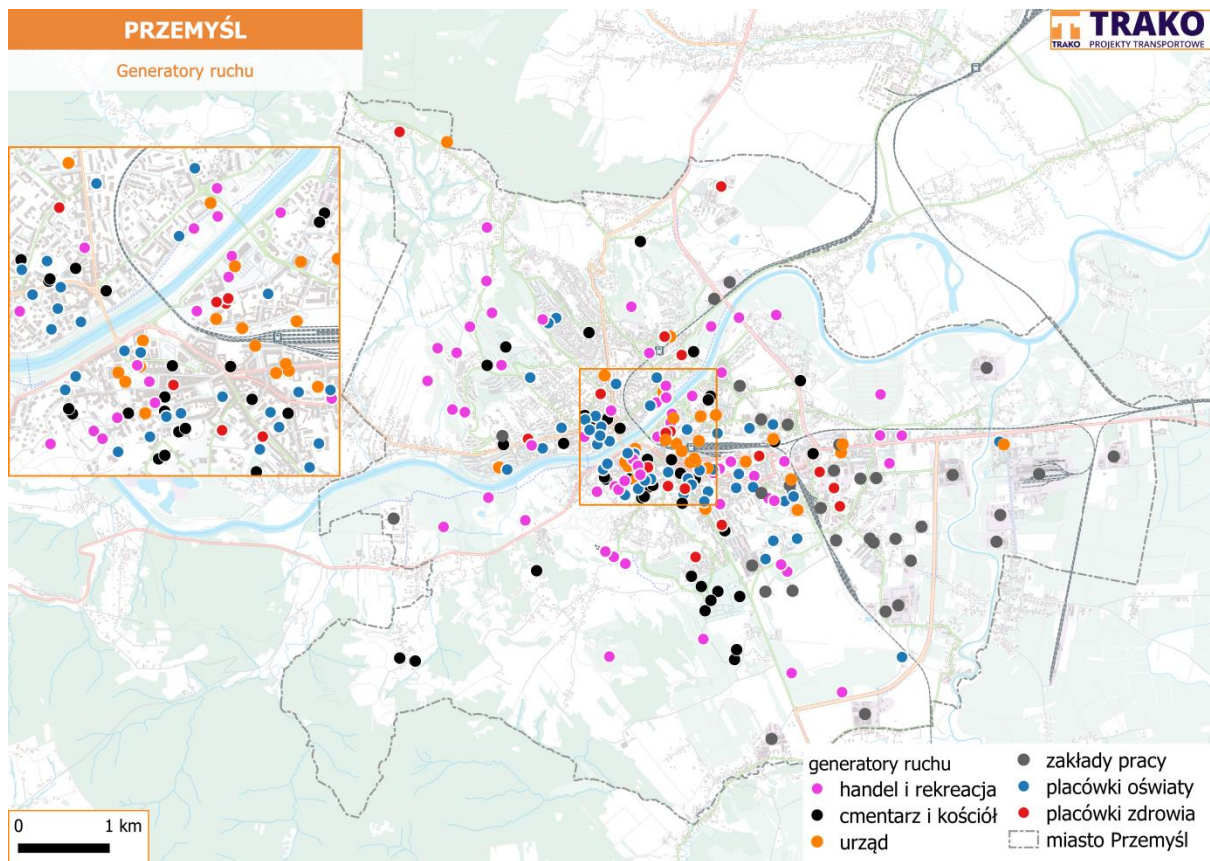 PRZEMYŚL
Generatory ruchu
TRAKO
TRAKO
PROJEKTY TRANSPORTOWE
generatory ruchu
handel i rekreacja
cmentarz i kościół
urząd
zakłady pracy
placówki oświaty
placówki zdrowia
miasto Przemyśl
0 1 km